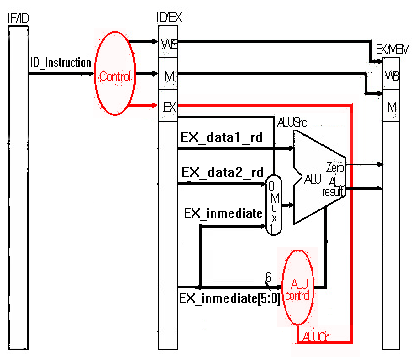 IF/ID
ID/EX
EX/MEM
ID_Instruction
Control
WB
M
EX
WB
M
ALUSrc
EX_data1_rd
EX_data2_rd
EX_inmediate
0
M
u
x
1
ALU
Zero
AL
result
6
EX_inmediate[5:0]
ALU
control
ALUOp